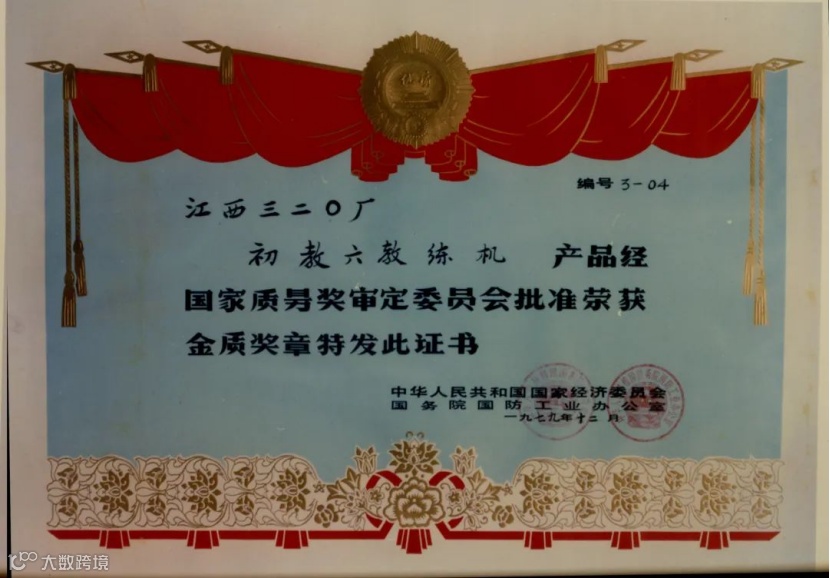 优质
编号 3-04
江西三二〇厂
初教六教练机 产品经
国家质量奖审定委员会批准荣获
金质奖章特发此证书
中华人民共和国国家经济委员会
国务院国防工业办公室
一九七九年十二月
大数跨境